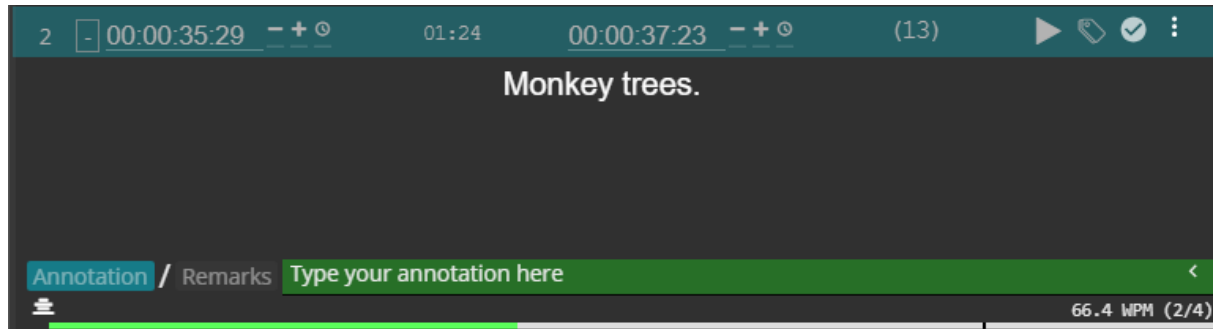 2 - 00:00:35:29 − + 01:24 00:00:37:23 − + (13)
Monkey trees.
Annotation / Remarks Type your annotation here <
66.4 WPM (2/4)